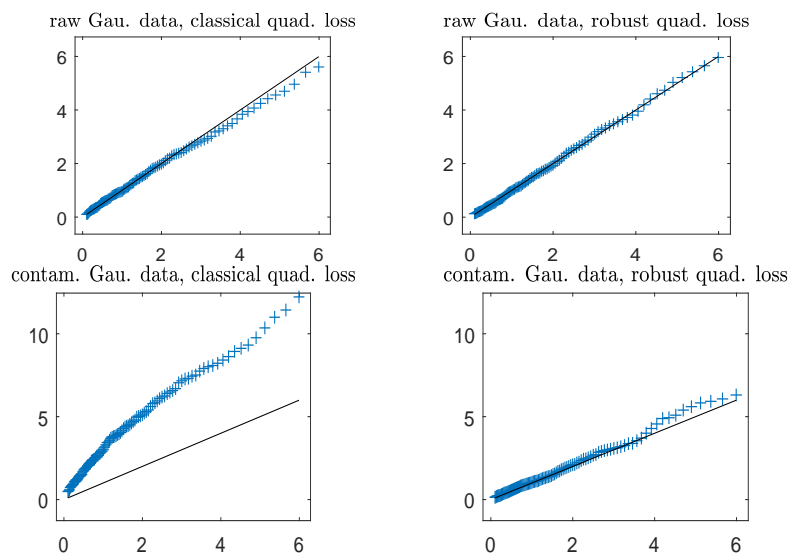 raw Gau. data, classical quad. loss
6
4
2
0
0 2 4 6
raw Gau. data, robust quad. loss
6
4
2
0
0 2 4 6
contam. Gau. data, classical quad. loss
10
5
0
0 2 4 6
contam. Gau. data, robust quad. loss
10
5
0
0 2 4 6